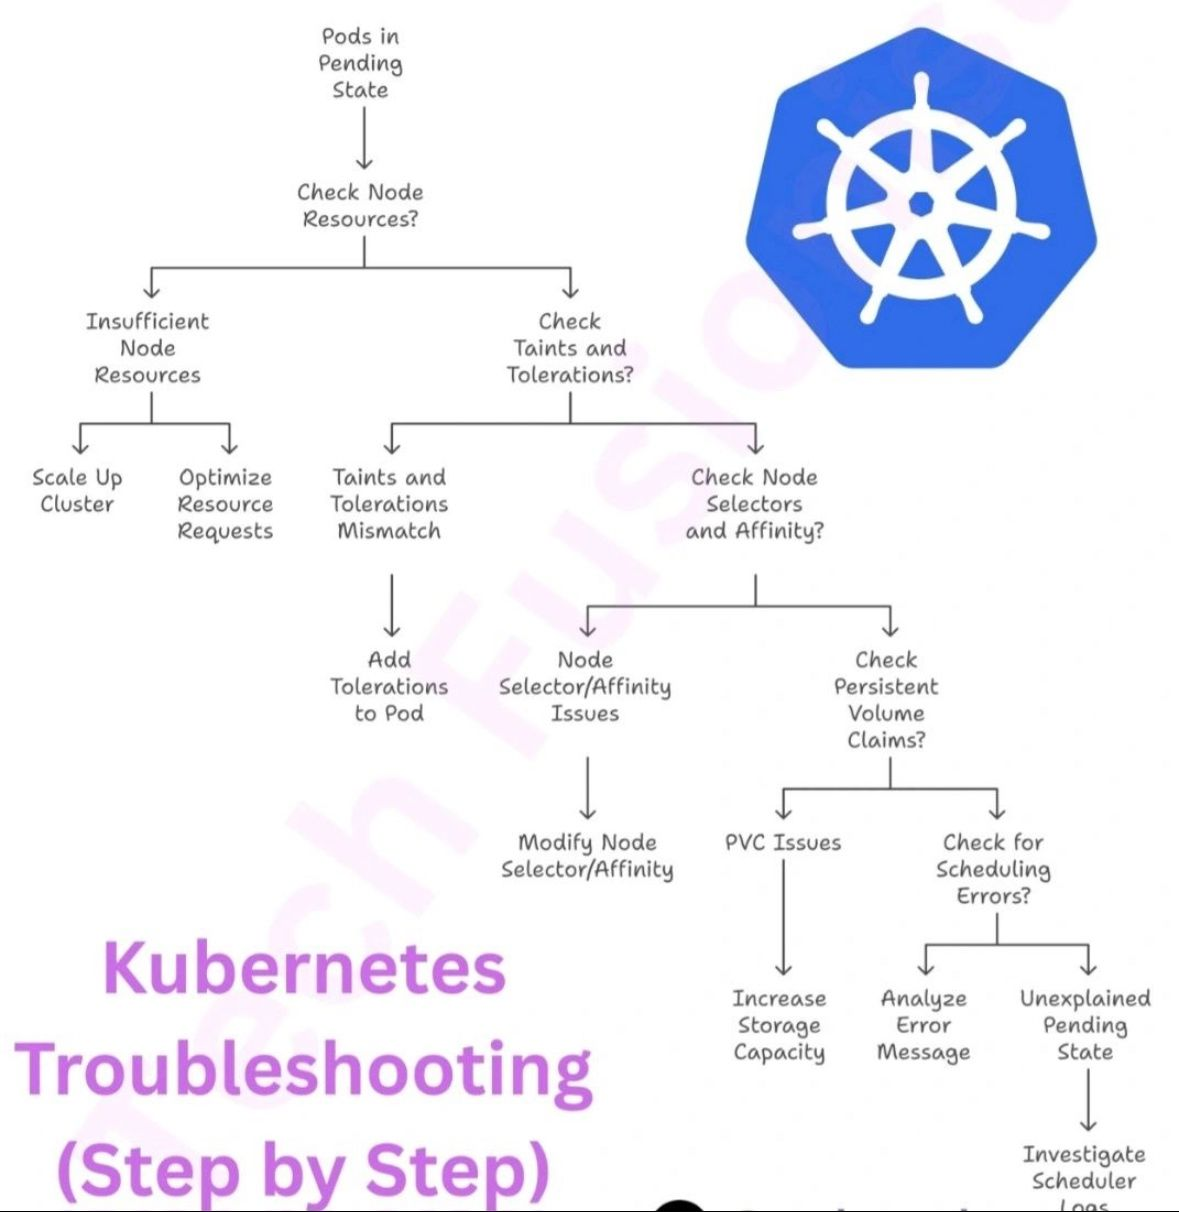 Pods in
Pending
State
Check Node
Resources?
Insufficient
Node
Resources
Check
Taints and
Tolerations?
Scale Up
Cluster
Optimize
Resource
Requests
Taints and
Tolerations
Mismatch
Check Node
Selectors
and Affinity?
Add
Tolerations
to Pod
Node
Selector/Affinity
Issues
Check
Persistent
Volume
Claims?
Modify Node
Selector/Affinity
PVC Issues
Check for
Scheduling
Errors?
Increase
Storage
Capacity
Analyze
Error
Message
Unexplained
Pending
State
Investigate
Scheduler
Logs
Kubernetes
Troubleshooting
(Step by Step)
Tech Fusion